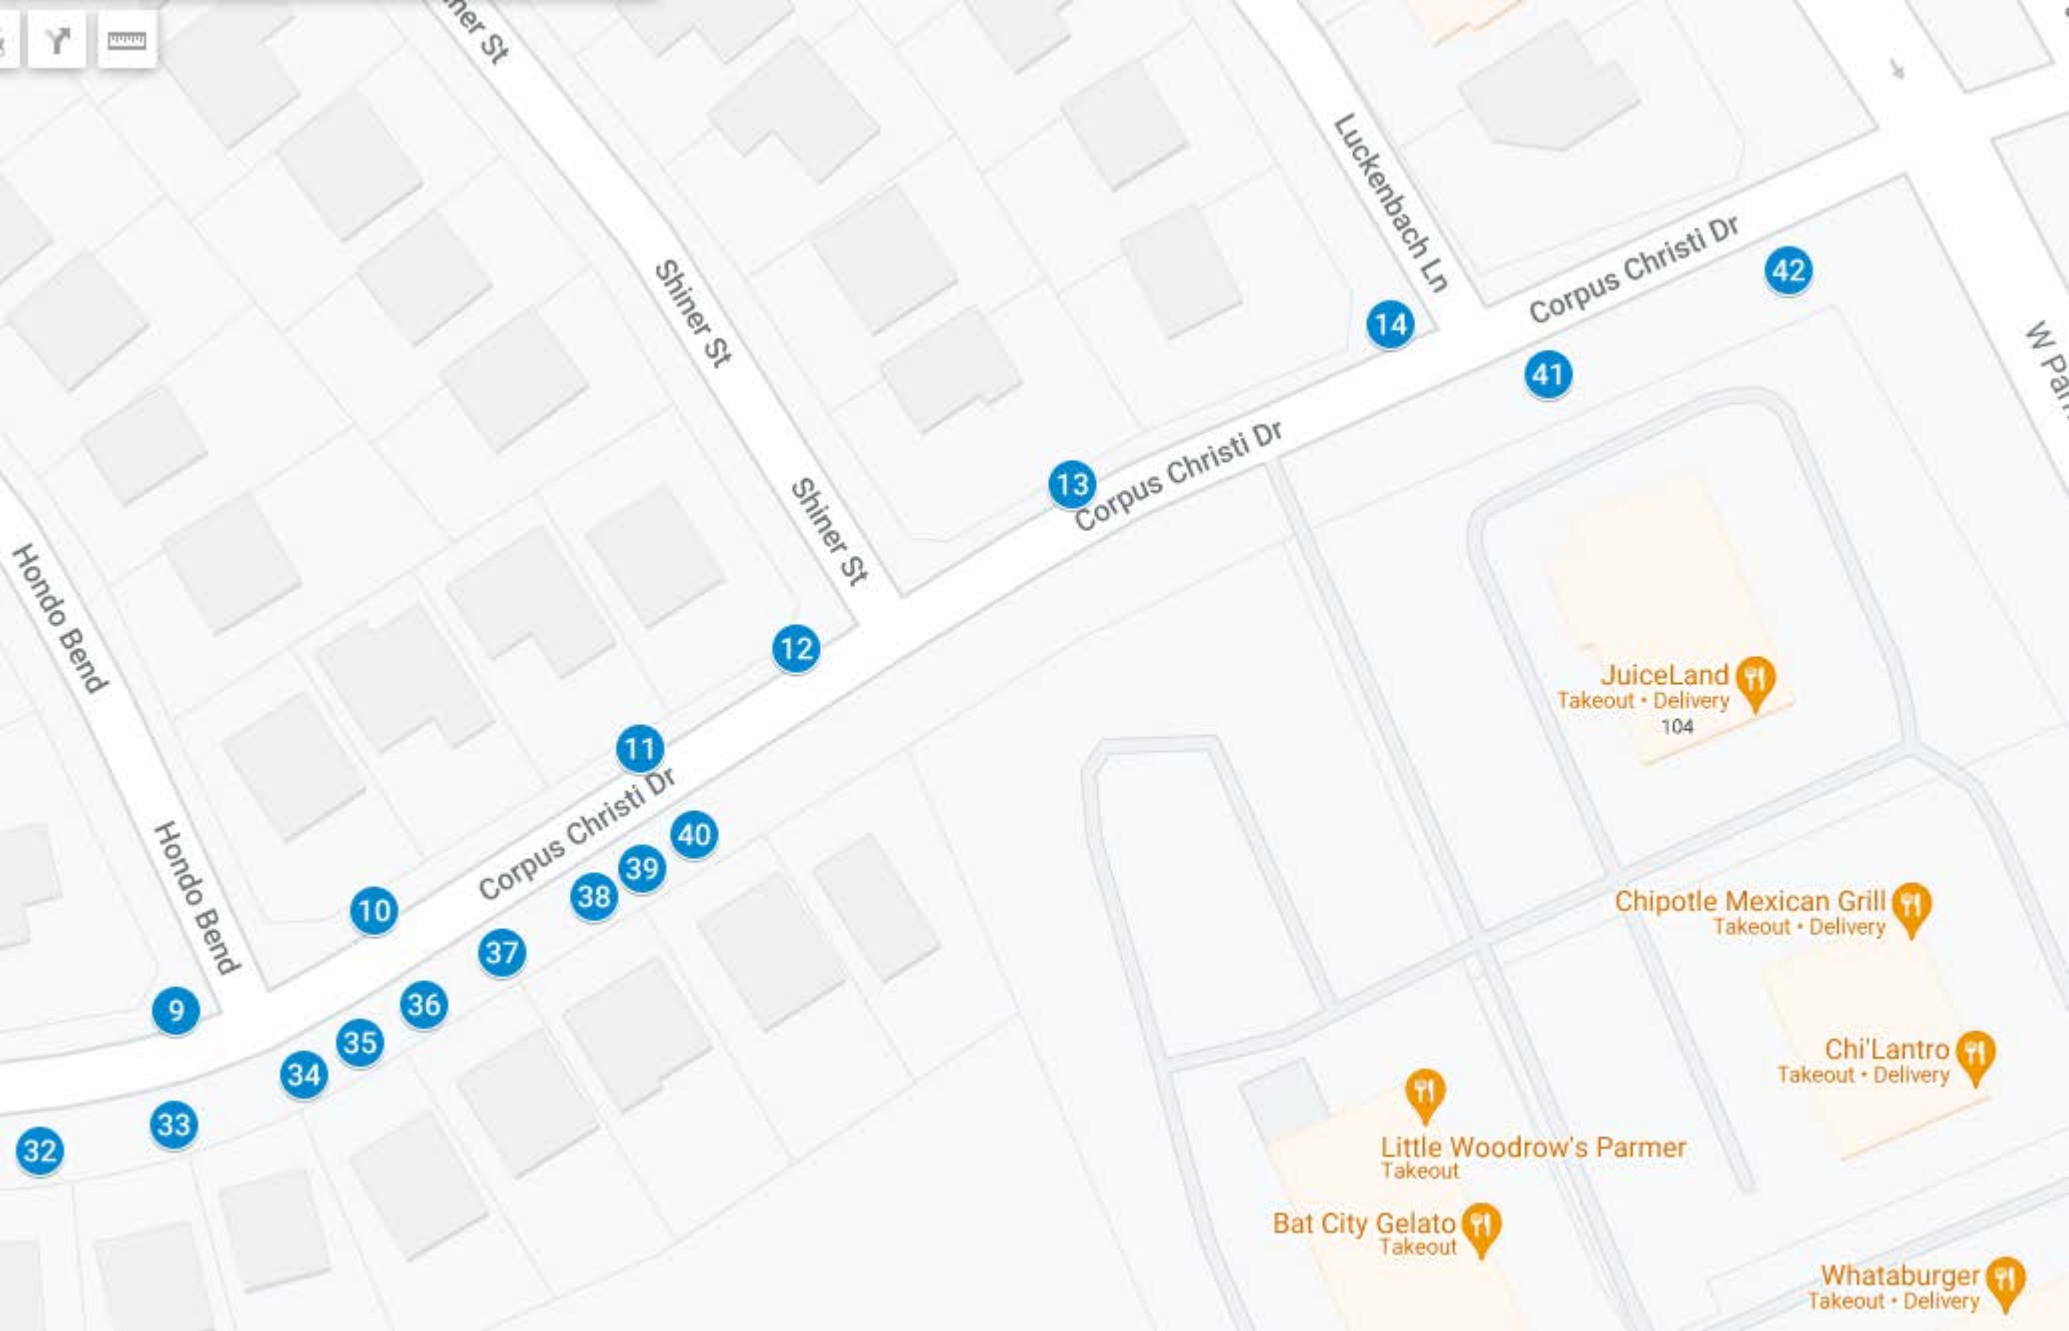 ner St
Luckenbach Ln
Corpus Christi Dr
42
Shiner St
14
41
W Par
Corpus Christi Dr
13
Shiner St
Hondo Bend
12
JuiceLand
Takeout • Delivery
104
11
Corpus Christi Dr
40
39
38
Hondo Bend
10
Chipotle Mexican Grill
Takeout • Delivery
37
9
36
35
34
Chi'Lantro
Takeout • Delivery
33
32
Little Woodrow's Parmer
Takeout
Bat City Gelato
Takeout
Whataburger
Takeout • Delivery